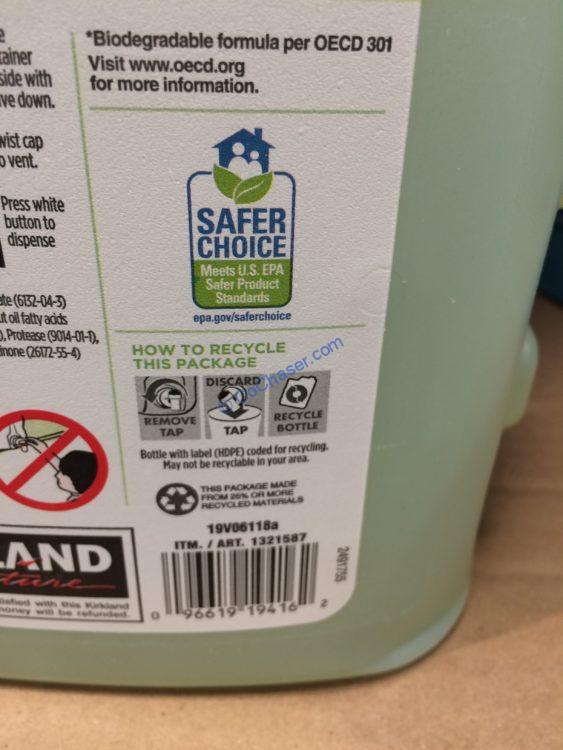 *Biodegradable formula per OECD 301
Visit www.oecd.org
for more information.
side with
ve down.
wist cap
o vent.
Press white
button to
dispense
SAFER
CHOICE
Meets U.S. EPA
Safer Product
Standards
epa.gov/saferchoice
(6132-04-3)
oil fatty acids
), Protease (9014-01-1),
inone (26172-55-4)
HOW TO RECYCLE
THIS PACKAGE
REMOVE
TAP
DISCARD
TAP
RECYCLE
BOTTLE
Bottle with label (HDPE) coded for recycling.
May not be recyclable in your area.
THIS PACKAGE MADE
FROM 25% OR MORE
RECYCLED MATERIALS
19V06118a
ITM. / ART. 1321587
LAND
ture
with this Kirkland
money will be refunded.
0 96619 19416 2